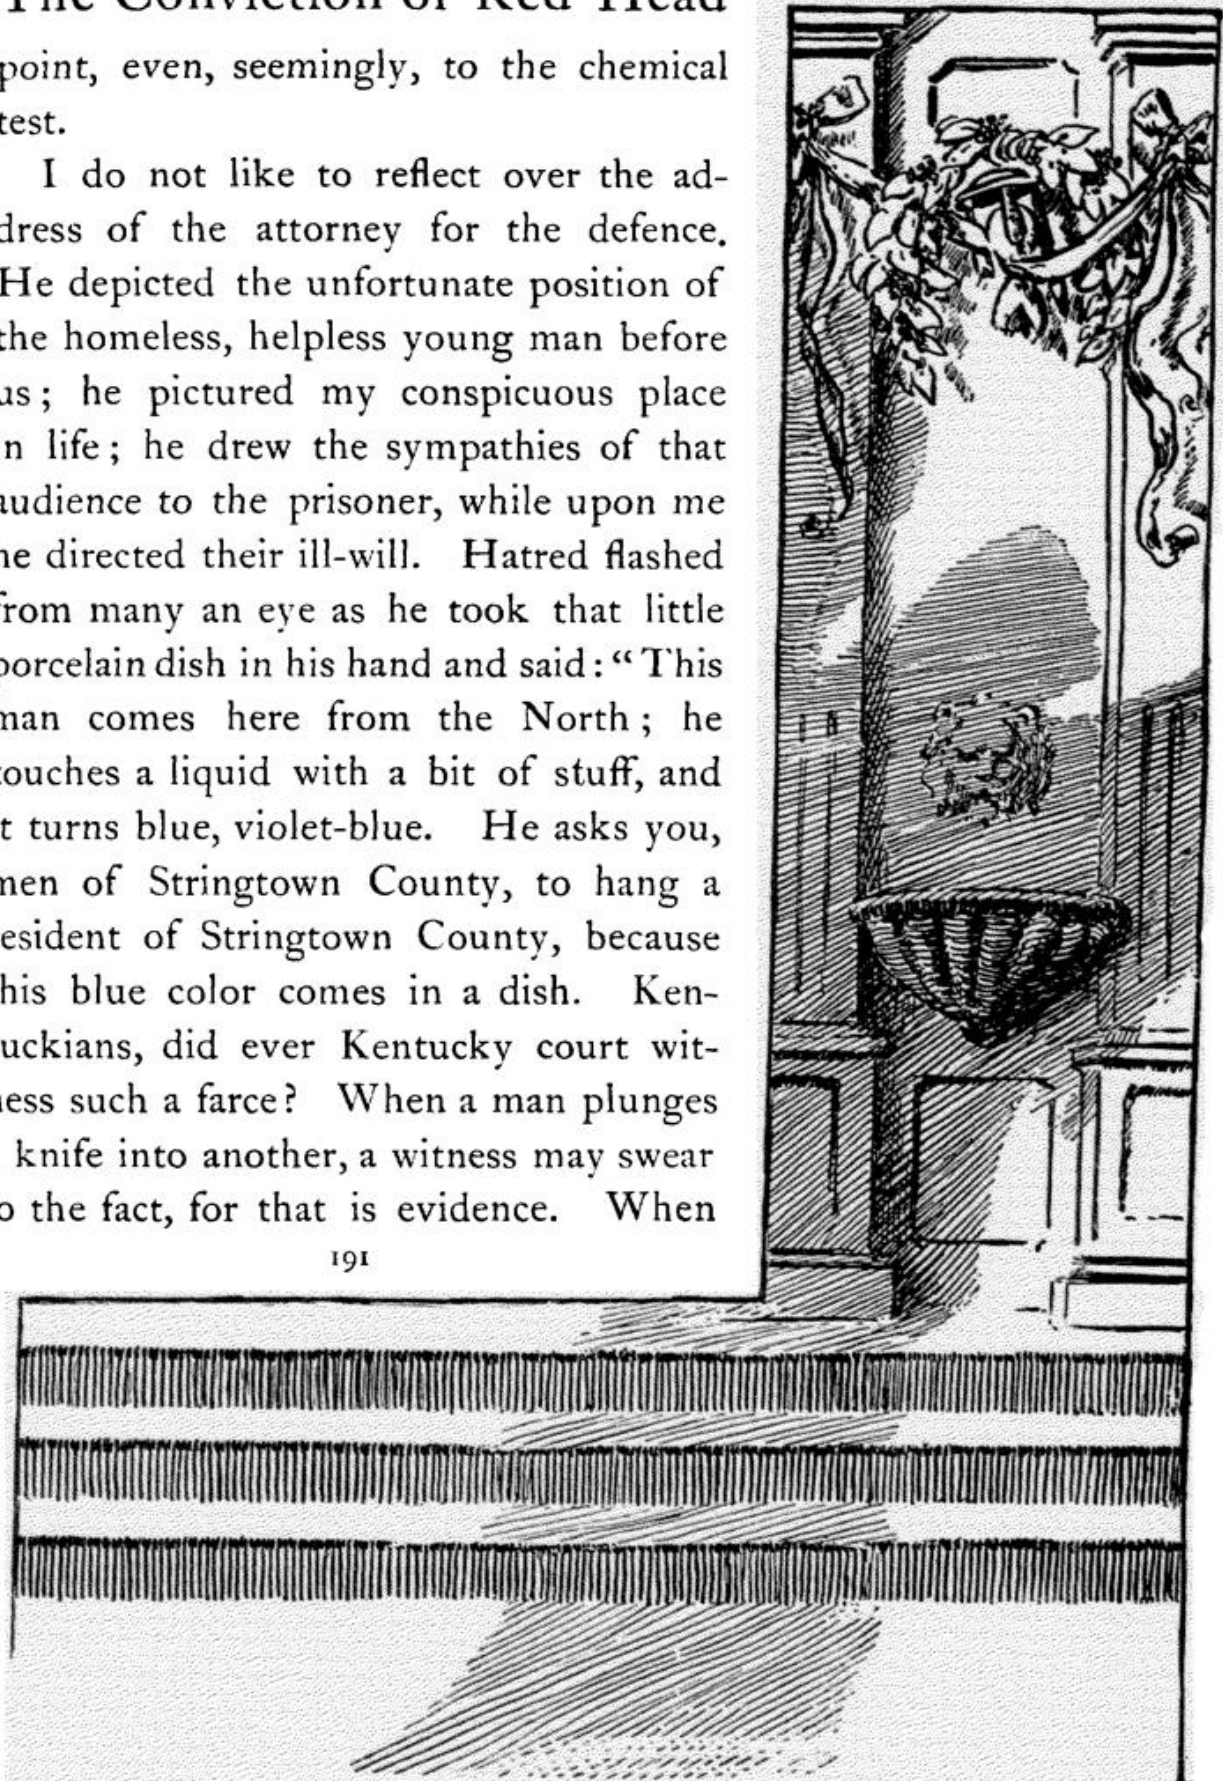 The Conviction of Red-Head
point, even, seemingly, to the chemical
test.
I do not like to reflect over the ad-
dress of the attorney for the defence.
He depicted the unfortunate position of
the homeless, helpless young man before
us; he pictured my conspicuous place
in life; he drew the sympathies of that
audience to the prisoner, while upon me
he directed their ill-will. Hatred flashed
from many an eye as he took that little
porcelain dish in his hand and said: “This
man comes here from the North; he
touches a liquid with a bit of stuff, and
it turns blue, violet-blue. He asks you,
men of Stringtown County, to hang a
resident of Stringtown County, because
this blue color comes in a dish. Ken-
tuckians, did ever Kentucky court wit-
ness such a farce? When a man plunges
knife into another, a witness may swear
to the fact, for that is evidence. When
191